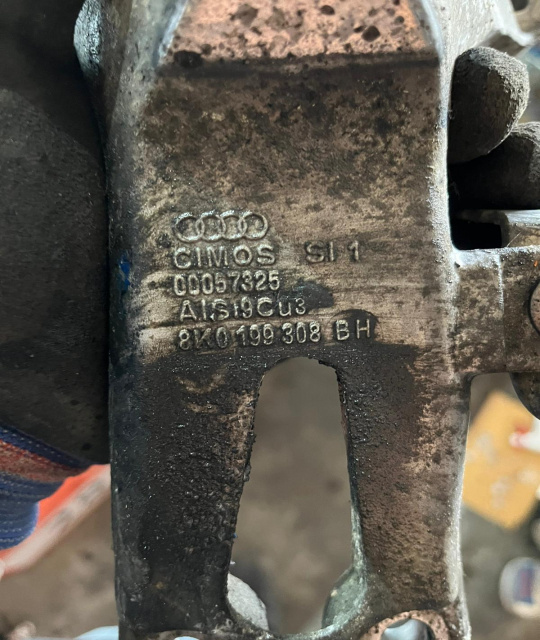 CIMOS SI 1
00057325
AlSi9Cu3
8K0 199 308 BH